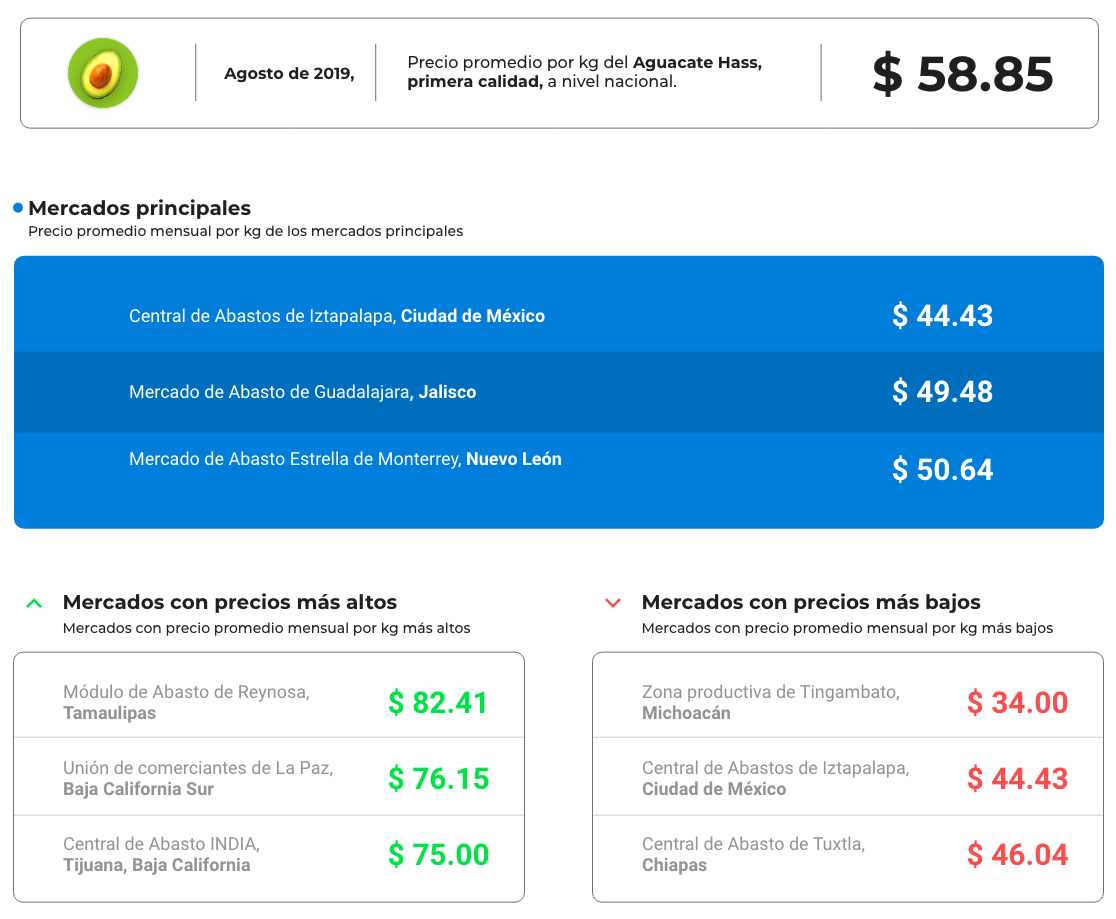 Agosto de 2019,
Precio promedio por kg del Aguacate Hass,
primera calidad, a nivel nacional.
$ 58.85
Mercados principales
Precio promedio mensual por kg de los mercados principales
Central de Abastos de Iztapalapa, Ciudad de México
$ 44.43
Mercado de Abasto de Guadalajara, Jalisco
$ 49.48
Mercado de Abasto Estrella de Monterrey, Nuevo León
$ 50.64
Mercados con precios más altos
Mercados con precio promedio mensual por kg más altos
Módulo de Abasto de Reynosa,
Tamaulipas
$ 82.41
Unión de comerciantes de La Paz,
Baja California Sur
$ 76.15
Central de Abasto INDIA,
Tijuana, Baja California
$ 75.00
Mercados con precios más bajos
Mercados con precio promedio mensual por kg más bajos
Zona productiva de Tingambato,
Michoacán
$ 34.00
Central de Abastos de Iztapalapa,
Ciudad de México
$ 44.43
Central de Abasto de Tuxtla,
Chiapas
$ 46.04